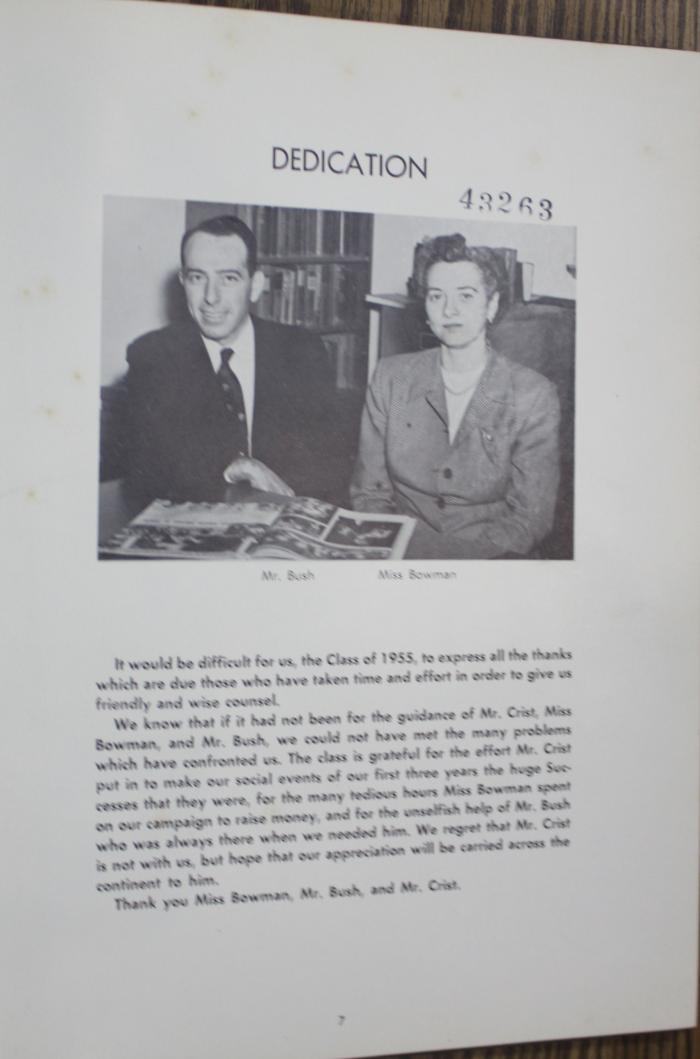 DEDICATION
43263
Mr. Bush Miss Bowman
It would be difficult for us, the Class of 1955, to express all the thanks
which are due those who have taken time and effort in order to give us
friendly and wise counsel.
We know that if it had not been for the guidance of Mr. Crist, Miss
Bowman, and Mr. Bush, we could not have met the many problems
which have confronted us. The class is grateful for the effort Mr. Crist
put in to make our social events of our first three years the huge Suc-
cesses that they were, for the many tedious hours Miss Bowman spent
on our campaign to raise money, and for the unselfish help of Mr. Bush
who was always there when we needed him. We regret that Mr. Crist
is not with us, but hope that our appreciation will be carried across the
continent to him.
Thank you Miss Bowman, Mr. Bush, and Mr. Crist.
7